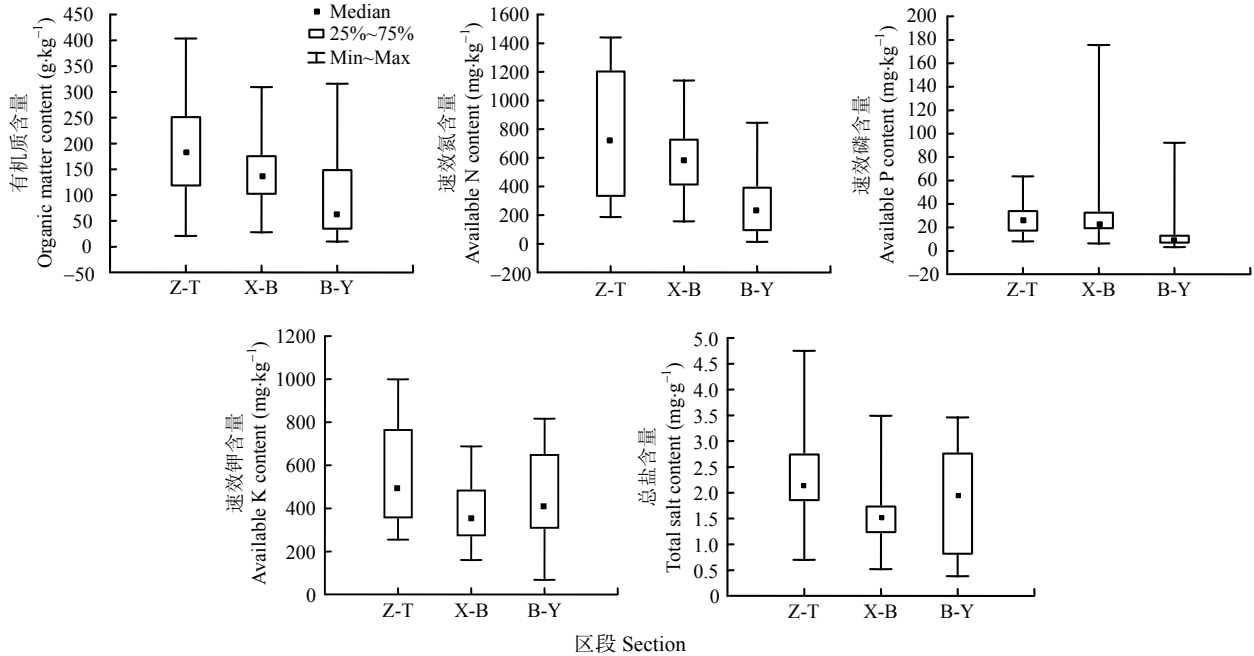 ■ Median
25%~75%
Min~Max
有机质含量
Organic matter content (g·kg⁻¹)
450
400
350
300
250
200
150
100
50
0
−50
Z-T X-B B-Y
速效氮含量
Available N content (mg·kg⁻¹)
1600
1400
1200
1000
800
600
400
200
0
−200
Z-T X-B B-Y
速效磷含量
Available P content (mg·kg⁻¹)
200
180
160
140
120
100
80
60
40
20
0
−20
Z-T X-B B-Y
速效钾含量
Available K content (mg·kg⁻¹)
1200
1000
800
600
400
200
0
Z-T X-B B-Y
总盐含量
Total salt content (mg·g⁻¹)
5.0
4.5
4.0
3.5
3.0
2.5
2.0
1.5
1.0
0.5
0
Z-T X-B B-Y
区段 Section